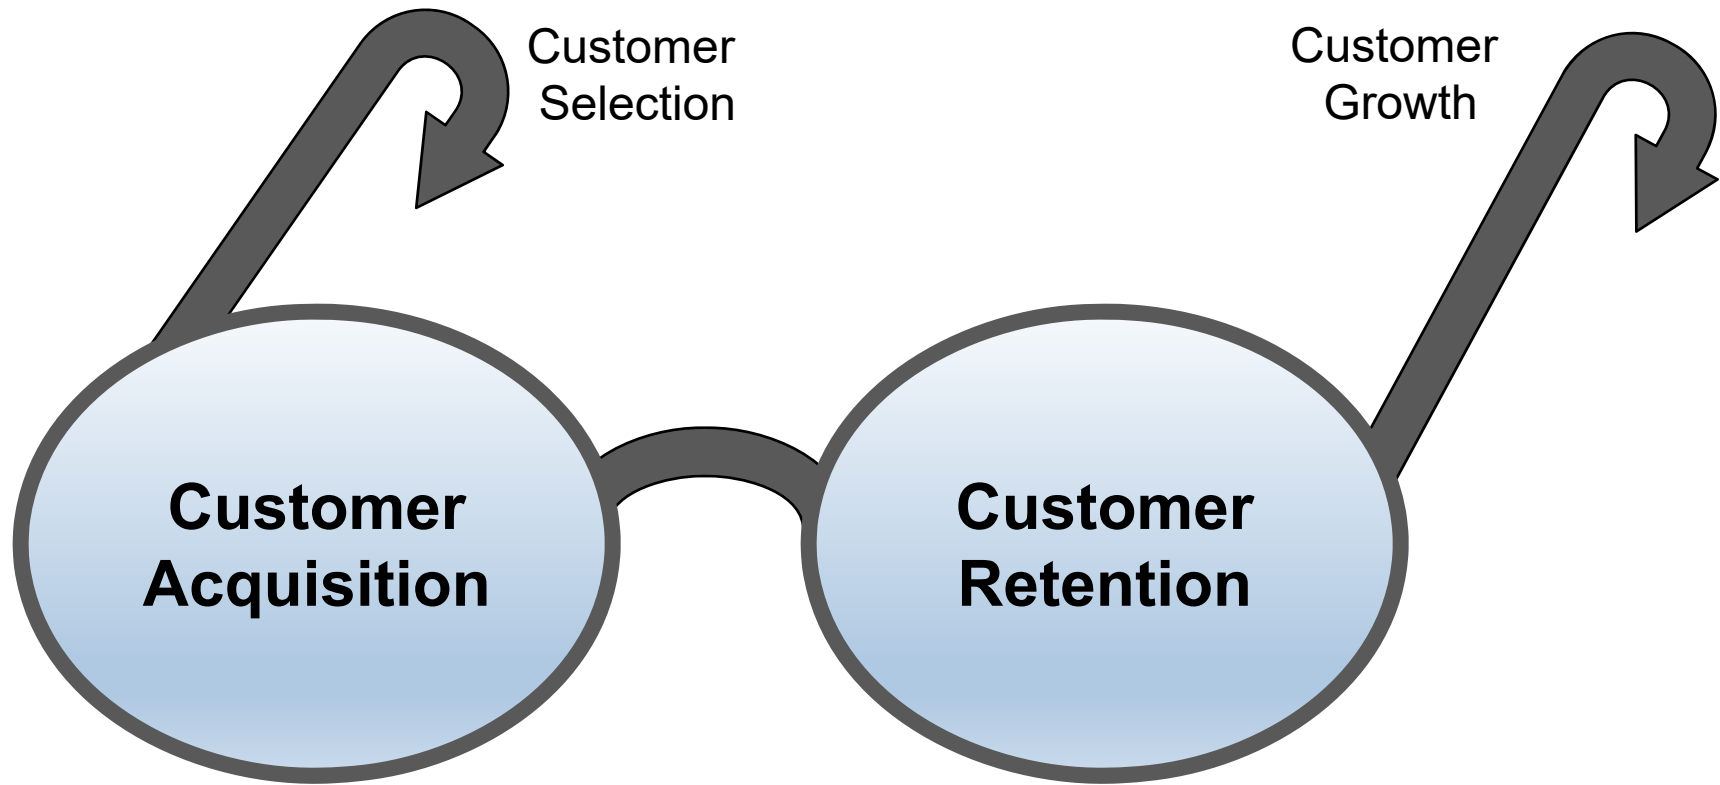 Customer
Selection
Customer
Growth
Customer
Acquisition
Customer
Retention